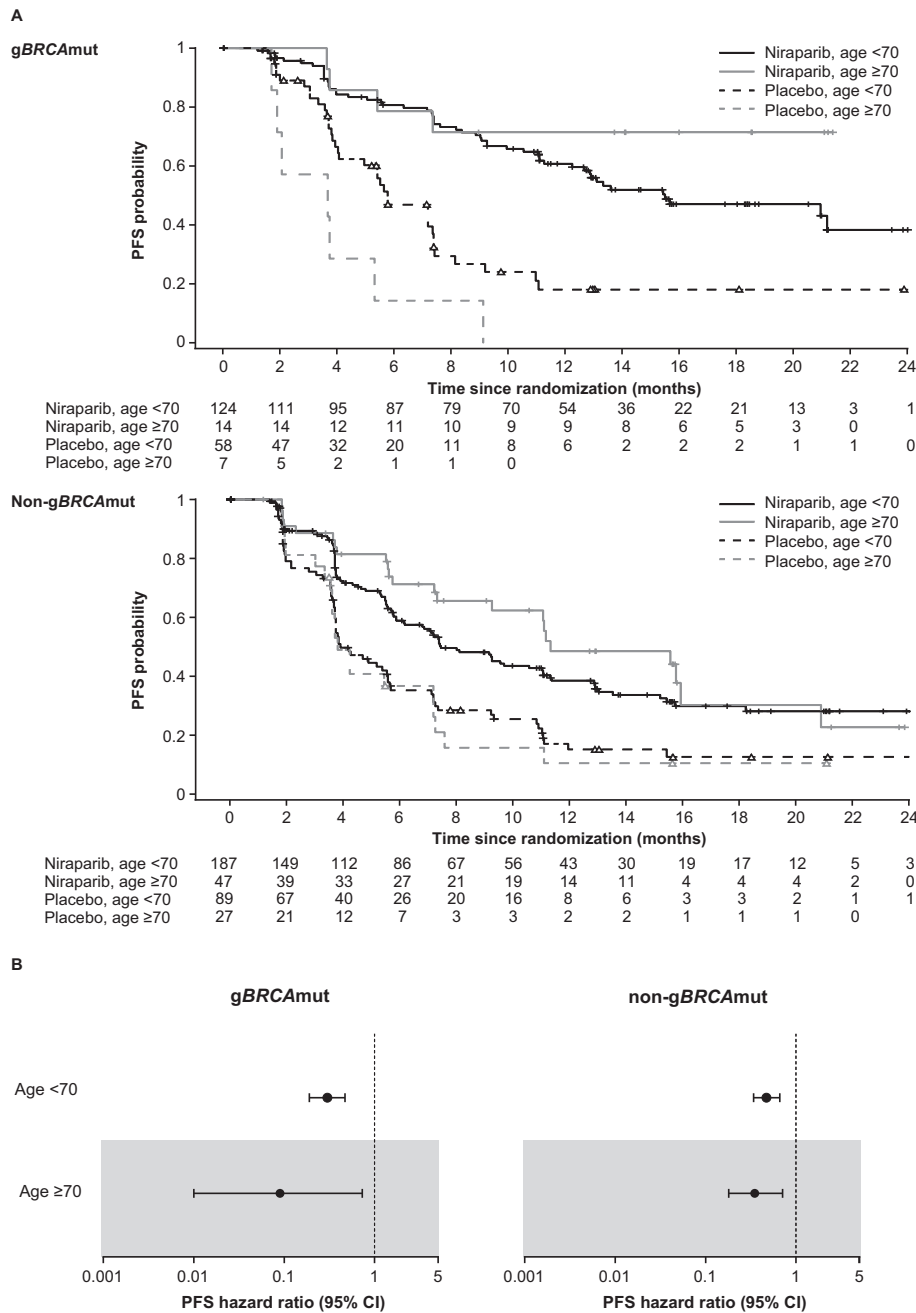 A
gBRCAmut
Niraparib, age <70
Niraparib, age ≥70
Placebo, age <70
Placebo, age ≥70
PFS probability
1
0.8
0.6
0.4
0.2
0
0 2 4 6 8 10 12 14 16 18 20 22 24
Time since randomization (months)
Niraparib, age <70 124 111 95 87 79 70 54 36 22 21 13 3 1
Niraparib, age ≥70 14 14 12 11 10 9 9 8 6 5 3 0
Placebo, age <70 58 47 32 20 11 8 6 2 2 2 1 1 0
Placebo, age ≥70 7 5 2 1 1 0
Non-gBRCAmut
Niraparib, age <70
Niraparib, age ≥70
Placebo, age <70
Placebo, age ≥70
PFS probability
1
0.8
0.6
0.4
0.2
0
0 2 4 6 8 10 12 14 16 18 20 22 24
Time since randomization (months)
Niraparib, age <70 187 149 112 86 67 56 43 30 19 17 12 5 3
Niraparib, age ≥70 47 39 33 27 21 19 14 11 4 4 4 2 0
Placebo, age <70 89 67 40 26 20 16 8 6 3 3 2 1 1
Placebo, age ≥70 27 21 12 7 3 3 2 2 1 1 1 0
B
gBRCAmut non-gBRCAmut
Age <70
Age ≥70
0.001 0.01 0.1 1 5 0.001 0.01 0.1 1 5
PFS hazard ratio (95% CI) PFS hazard ratio (95% CI)